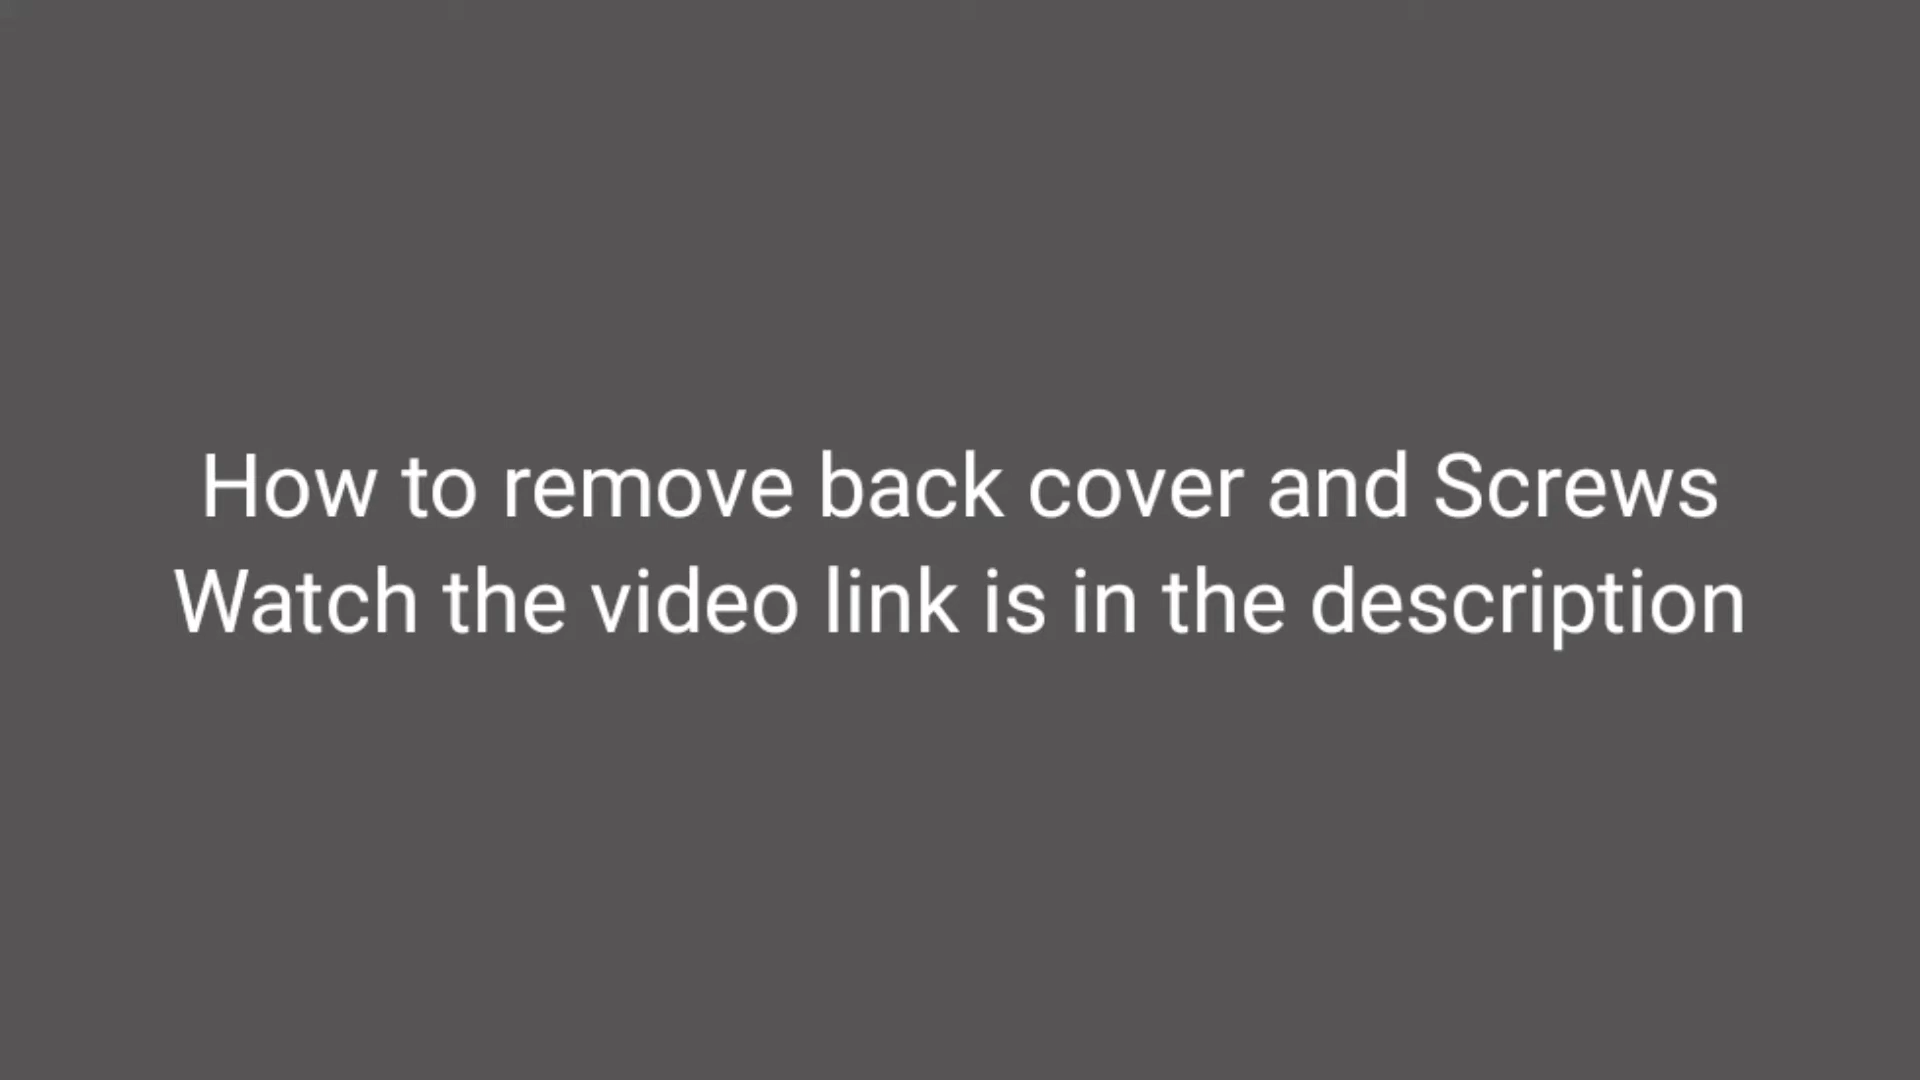 How to remove back cover and Screws
Watch the video link is in the description